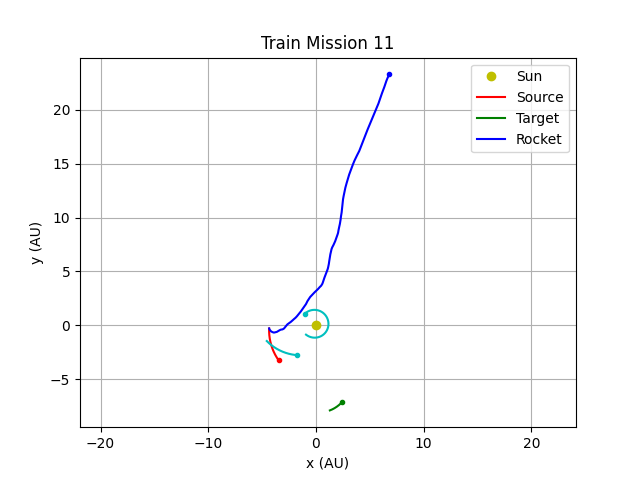 Train Mission 11
Sun
Source
Target
Rocket
20
15
10
5
0
−5
y (AU)
−20
−10
0
10
20
x (AU)